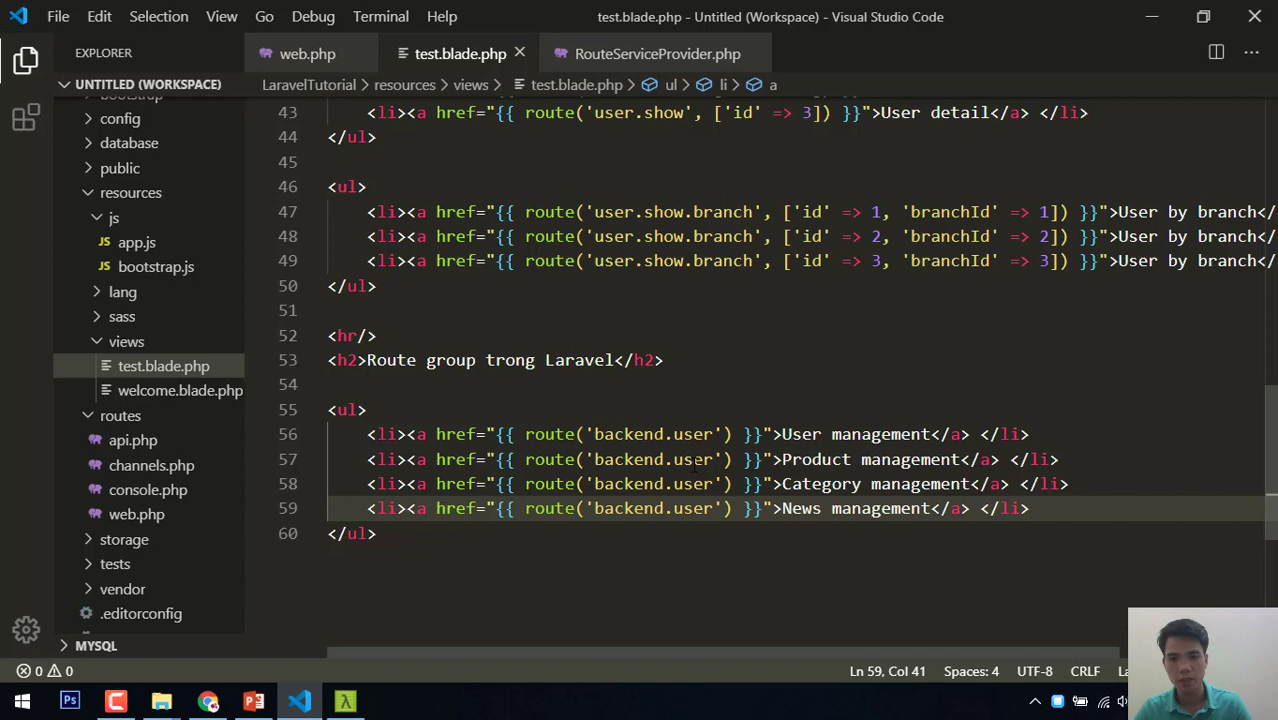 File Edit Selection View Go Debug Terminal Help test.blade.php - Untitled (Workspace) - Visual Studio Code
EXPLORER web.php test.blade.php RouteServiceProvider.php
UNTITLED (WORKSPACE) LaravelTutorial > resources > views > test.blade.php > ul > li > a
bootstrap
config
database
public
resources
js
app.js
bootstrap.js
lang
sass
views
test.blade.php
welcome.blade.php
routes
api.php
channels.php
console.php
web.php
storage
tests
vendor
.editorconfig
MYSQL
43 <li><a href="{{ route('user.show', ['id' => 3]) }}">User detail</a> </li>
44 </ul>
45
46 <ul>
47 <li><a href="{{ route('user.show.branch', ['id' => 1, 'branchId' => 1]) }}">User by branch</
48 <li><a href="{{ route('user.show.branch', ['id' => 2, 'branchId' => 2]) }}">User by branch</
49 <li><a href="{{ route('user.show.branch', ['id' => 3, 'branchId' => 3]) }}">User by branch</
50 </ul>
51
52 <hr/>
53 <h2>Route group trong Laravel</h2>
54
55 <ul>
56 <li><a href="{{ route('backend.user') }}">User management</a> </li>
57 <li><a href="{{ route('backend.user') }}">Product management</a> </li>
58 <li><a href="{{ route('backend.user') }}">Category management</a> </li>
59 <li><a href="{{ route('backend.user') }}">News management</a> </li>
60 </ul>
0 0 Ln 59, Col 41 Spaces: 4 UTF-8 CRLF
Ps